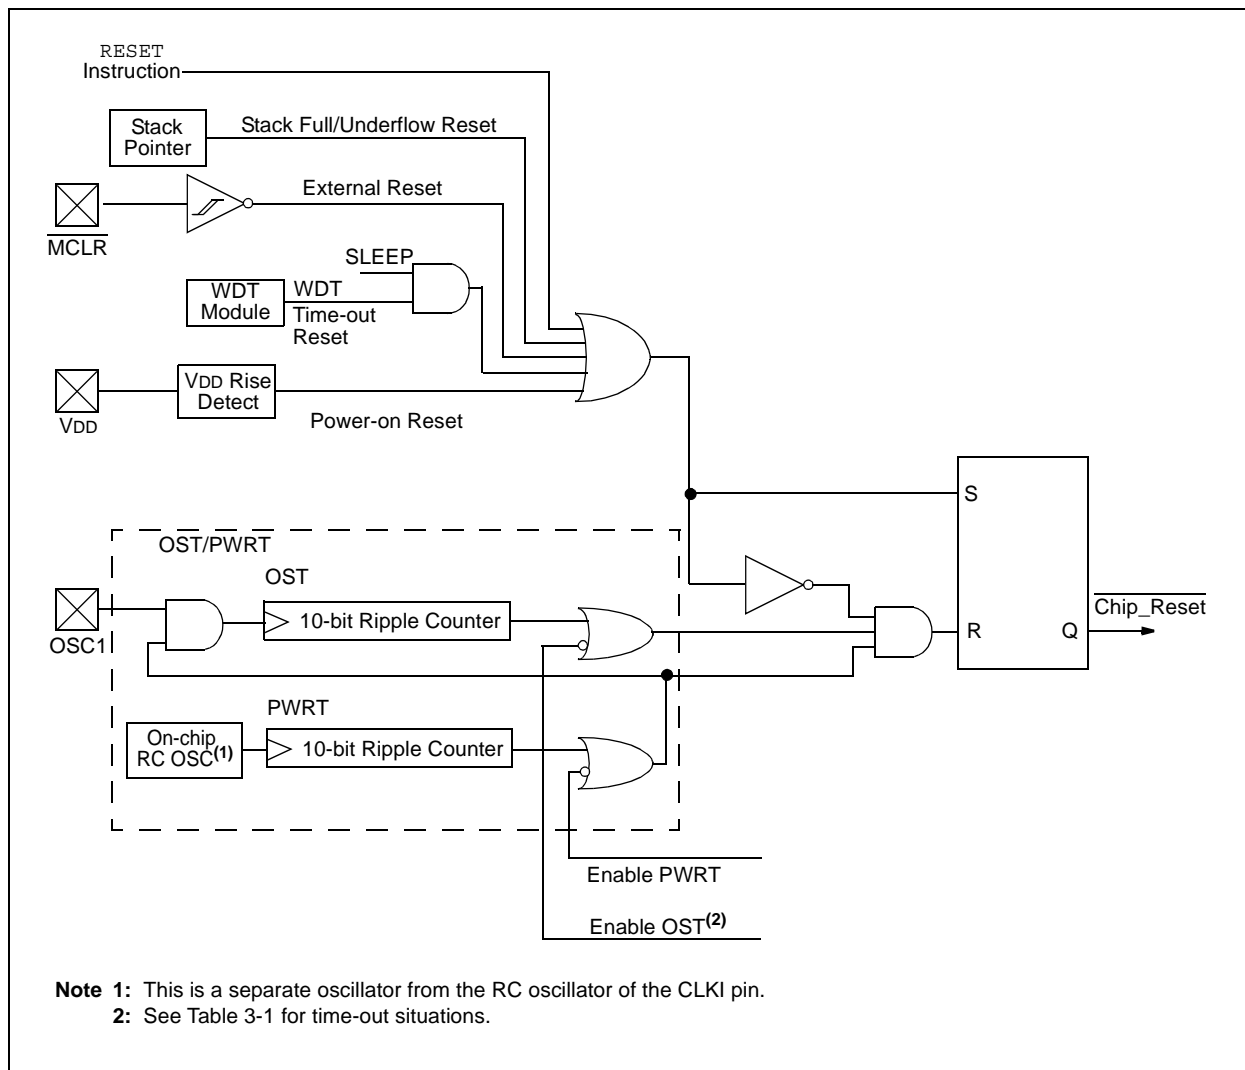 RESET
Instruction
Stack
Pointer
Stack Full/Underflow Reset
External Reset
MCLR
SLEEP
WDT
Module
WDT
Time-out
Reset
VDD Rise
Detect
VDD
Power-on Reset
S
OST/PWRT
OST
OSC1
10-bit Ripple Counter
Chip_Reset
R
Q
PWRT
On-chip
RC OSC(1)
10-bit Ripple Counter
Enable PWRT
Enable OST(2)
Note 1: This is a separate oscillator from the RC oscillator of the CLKI pin.
2: See Table 3-1 for time-out situations.